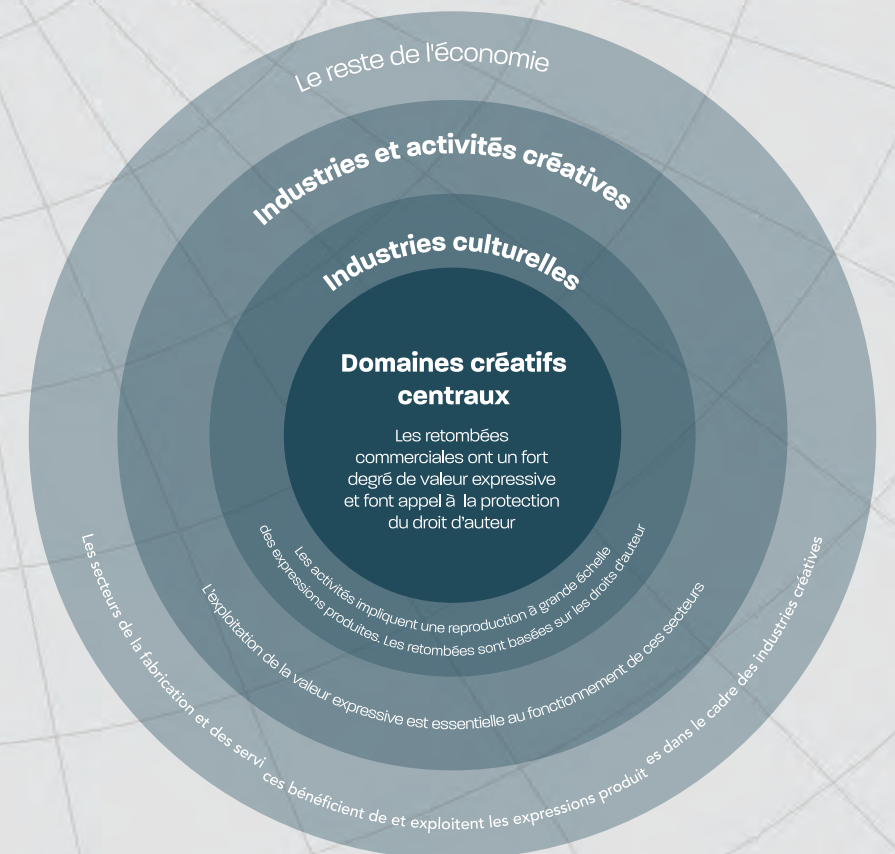 Le reste de l'économie
Industries et activités créatives
Industries culturelles
Domaines créatifs
centraux
Les retombées
commerciales ont un fort
degré de valeur expressive
et font appel à la protection
du droit d'auteur
Les activités impliquent une reproduction à grande échelle
des expressions produites. Les retombées sont basées sur les droits d'auteur
L'exploitation de la valeur expressive est essentielle au fonctionnement de ces secteurs
Les secteurs de la fabrication et des servi ces bénéficient de et exploitent les expressions produit es dans le cadre des industries créatives